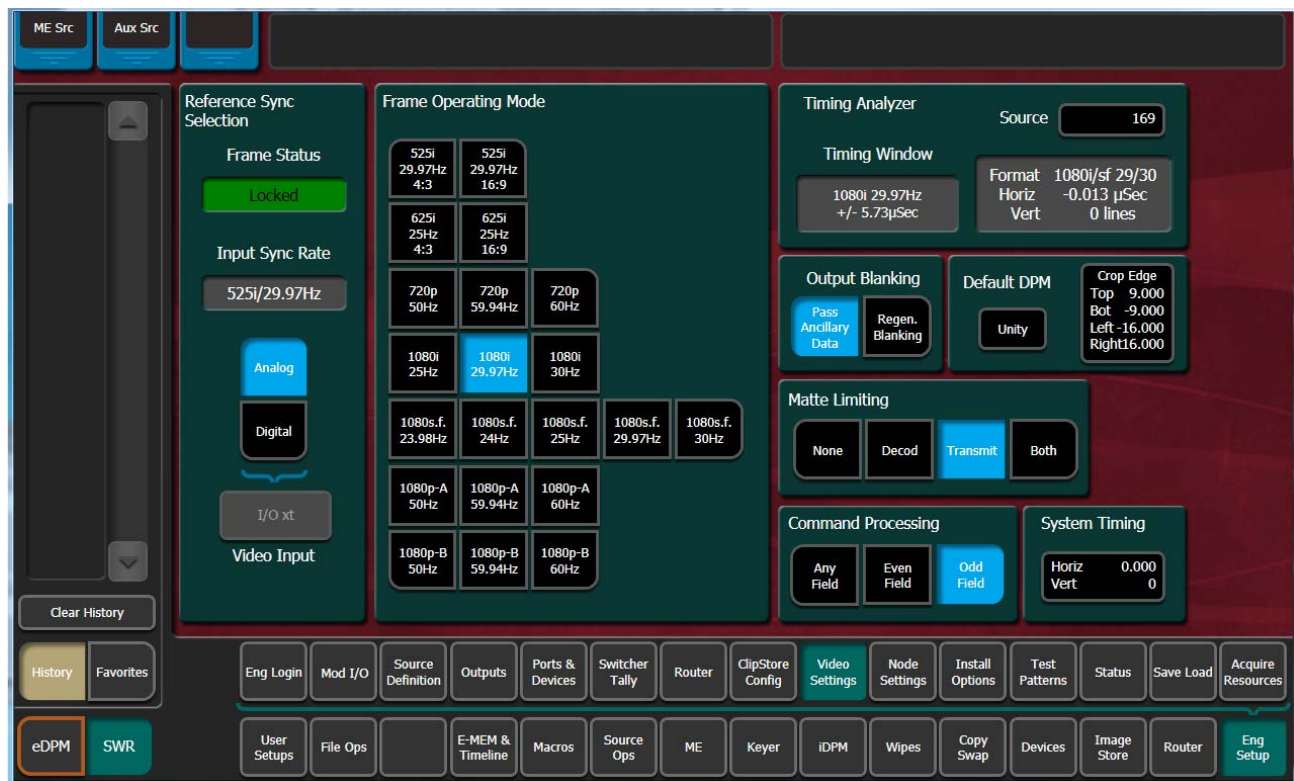 ME Src
Aux Src
Reference Sync
Selection
Frame Status
Locked
Input Sync Rate
525i/29.97Hz
Analog
Digital
I/O xt
Video Input
Frame Operating Mode
525i
29.97Hz
4:3
525i
29.97Hz
16:9
625i
25Hz
4:3
625i
25Hz
16:9
720p
50Hz
720p
59.94Hz
720p
60Hz
1080i
25Hz
1080i
29.97Hz
1080i
30Hz
1080s.f.
23.98Hz
1080s.f.
24Hz
1080s.f.
25Hz
1080s.f.
29.97Hz
1080s.f.
30Hz
1080p-A
50Hz
1080p-A
59.94Hz
1080p-A
60Hz
1080p-B
50Hz
1080p-B
59.94Hz
1080p-B
60Hz
Timing Analyzer
Source 169
Timing Window
1080i 29.97Hz
+/- 5.73µSec
Format 1080i/sf 29/30
Horiz -0.013 µSec
Vert 0 lines
Output Blanking
Pass
Ancillary
Data
Regen.
Blanking
Default DPM
Unity
Crop Edge
Top 9.000
Bot -9.000
Left -16.000
Right16.000
Matte Limiting
None
Decod
Transmit
Both
Command Processing
Any
Field
Even
Field
Odd
Field
System Timing
Horiz 0.000
Vert 0
Clear History
History
Favorites
Eng Login
Mod I/O
Source
Definition
Outputs
Ports &
Devices
Switcher
Tally
Router
ClipStore
Config
Video
Settings
Node
Settings
Install
Options
Test
Patterns
Status
Save Load
Acquire
Resources
eDPM
SWR
User
Setups
File Ops
E-MEM &
Timeline
Macros
Source
Ops
ME
Keyer
iDPM
Wipes
Copy
Swap
Devices
Image
Store
Router
Eng
Setup